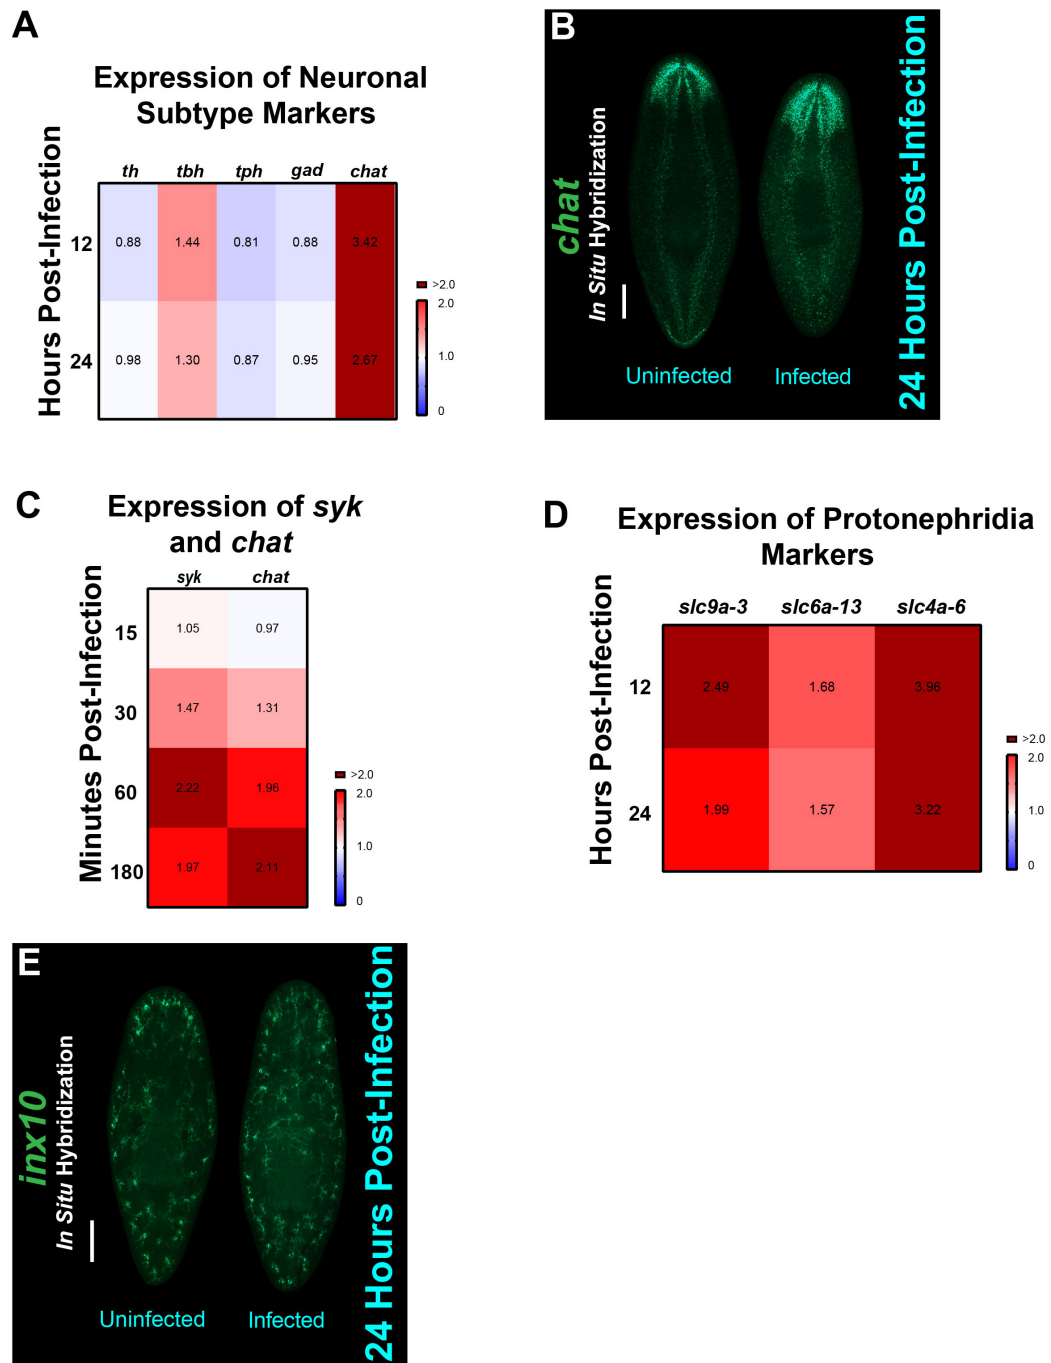 A
Expression of Neuronal
Subtype Markers
Hours Post-Infection
th tbh tph gad chat
12 0.88 1.44 0.81 0.88 3.42
24 0.98 1.30 0.87 0.95 2.67
>2.0
2.0
1.0
0
B
chat
In Situ Hybridization
Uninfected Infected
24 Hours Post-Infection
C
Expression of syk
and chat
Minutes Post-Infection
syk chat
15 1.05 0.97
30 1.47 1.31
60 2.22 1.96
180 1.97 2.11
>2.0
2.0
1.0
0
D
Expression of Protonephridia
Markers
Hours Post-Infection
slc9a-3 slc6a-13 slc4a-6
12 2.49 1.68 3.96
24 1.99 1.57 3.22
>2.0
2.0
1.0
0
E
inx10
In Situ Hybridization
Uninfected Infected
24 Hours Post-Infection